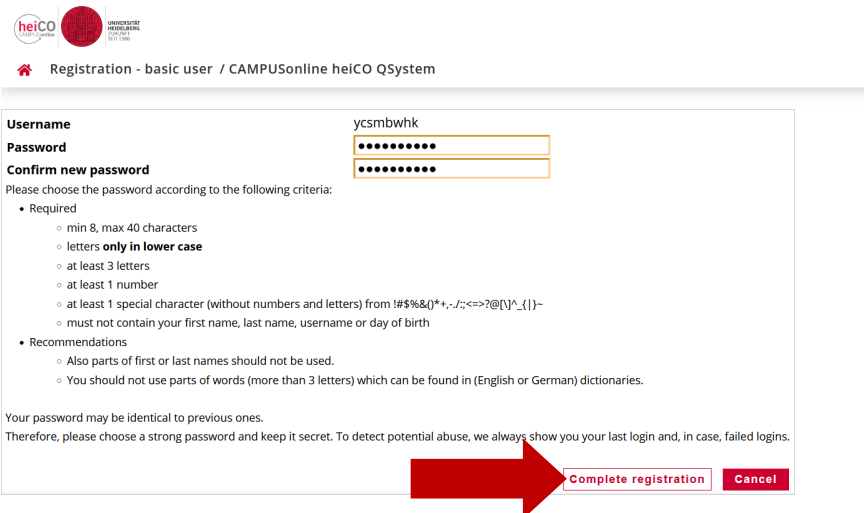 heiCO
CAMPUSonline
UNIVERSITÄT
HEIDELBERG
ZUKUNFT
SEIT 1386
Registration - basic user / CAMPUSonline heiCO QSystem
Username ycsmbwhk
Password ●●●●●●●●●●
Confirm new password ●●●●●●●●●●
Please choose the password according to the following criteria:
• Required
◦ min 8, max 40 characters
◦ letters only in lower case
◦ at least 3 letters
◦ at least 1 number
◦ at least 1 special character (without numbers and letters) from !#$%&()*+,-./:;<=>?@[\]^_{|}~
◦ must not contain your first name, last name, username or day of birth
• Recommendations
◦ Also parts of first or last names should not be used.
◦ You should not use parts of words (more than 3 letters) which can be found in (English or German) dictionaries.
Your password may be identical to previous ones.
Therefore, please choose a strong password and keep it secret. To detect potential abuse, we always show you your last login and, in case, failed logins.
Complete registration Cancel